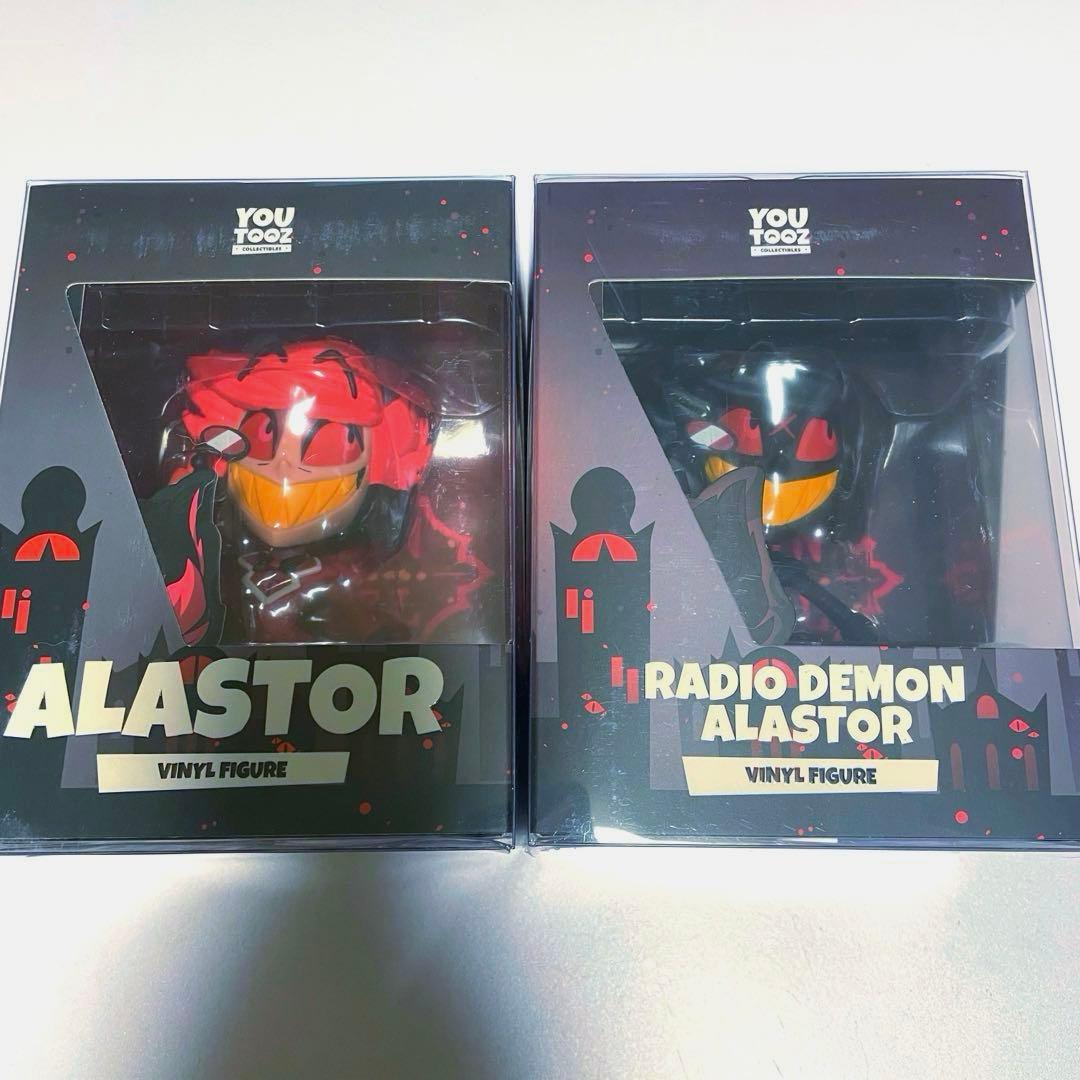 YOU
TOOZ
COLLECTIBLES
ALASTOR
VINYL FIGURE
YOU
TOOZ
COLLECTIBLES
RADIO DEMON
ALASTOR
VINYL FIGURE